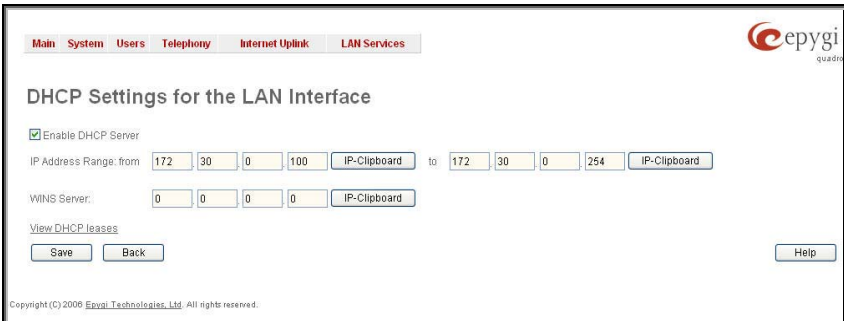 Main System Users Telephony Internet Uplink LAN Services
epygi
quadro
DHCP Settings for the LAN Interface
Enable DHCP Server
IP Address Range: from 172 . 30 . 0 . 100 IP-Clipboard to 172 . 30 . 0 . 254 IP-Clipboard
WINS Server: 0 . 0 . 0 . 0 IP-Clipboard
View DHCP leases
Save Back Help
Copyright (C) 2006 Epygi Technologies, Ltd. All rights reserved.